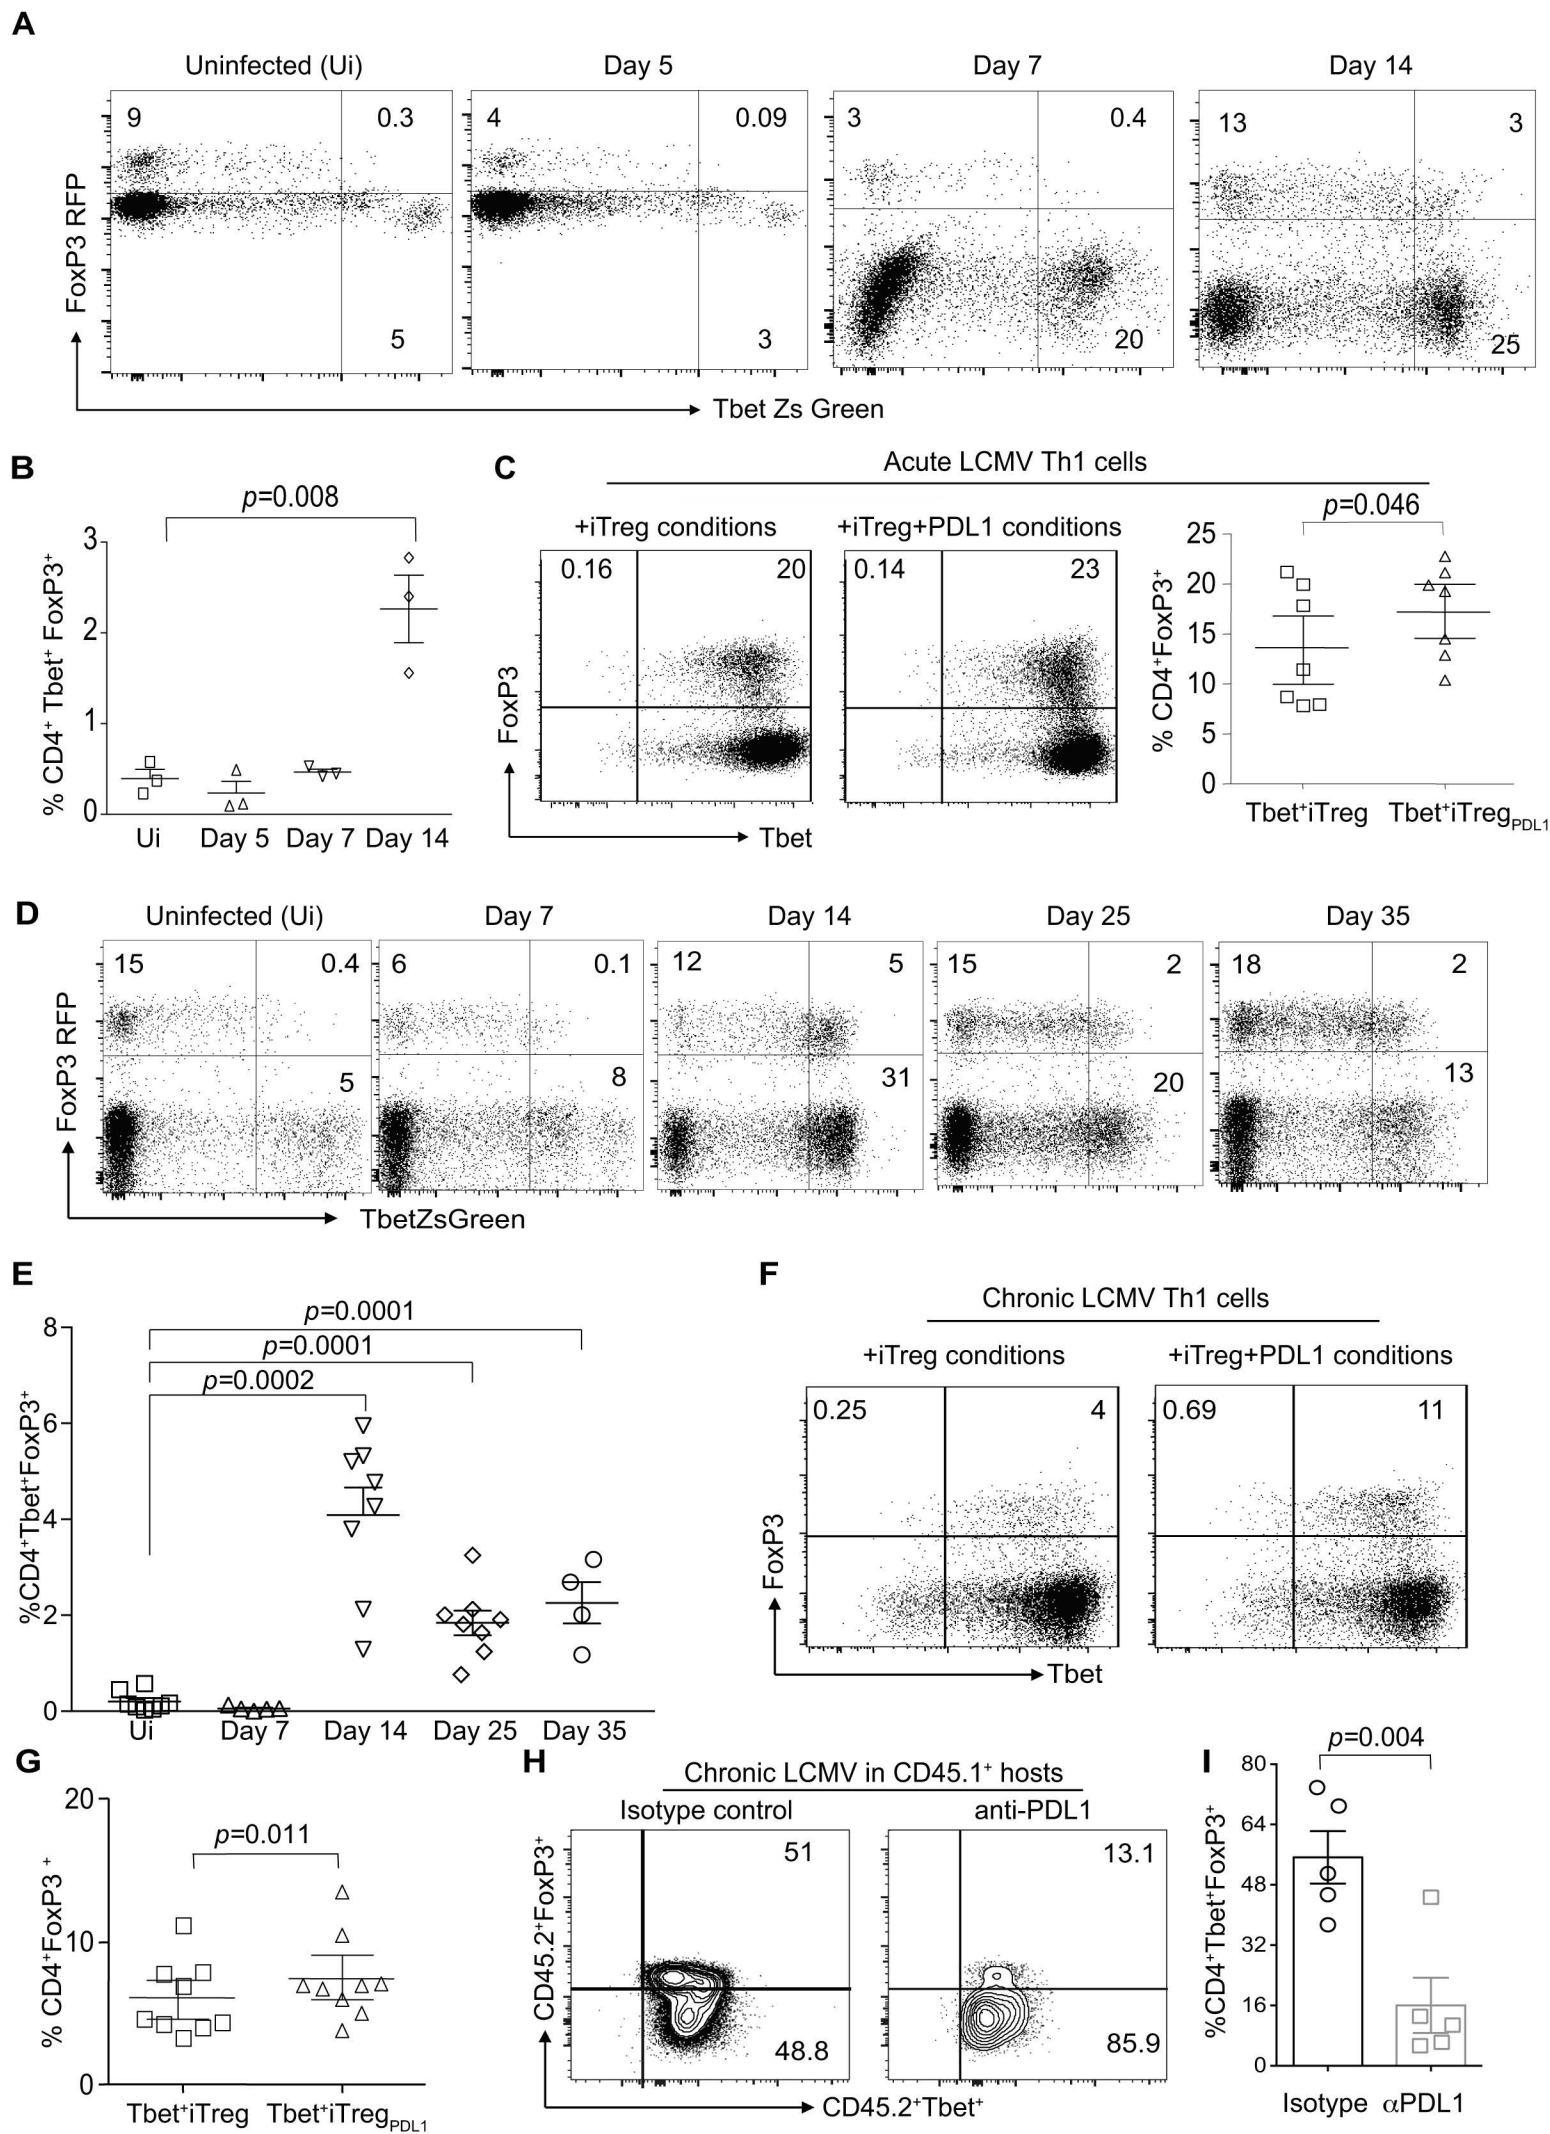 A
Uninfected (Ui) Day 5 Day 7 Day 14
9 0.3 4 0.09 3 0.4 13 3
5 3 20 25
FoxP3 RFP
Tbet Zs Green
B
p=0.008
% CD4⁺ Tbet⁺ FoxP3⁺
3
2
1
0
Ui Day 5 Day 7 Day 14
C
Acute LCMV Th1 cells
+iTreg conditions +iTreg+PDL1 conditions
0.16 20 0.14 23
FoxP3
Tbet
p=0.046
% CD4⁺FoxP3⁺
25
20
15
10
5
0
Tbet⁺iTreg Tbet⁺iTreg_PDL1
D
Uninfected (Ui) Day 7 Day 14 Day 25 Day 35
15 0.4 6 0.1 12 5 15 2 18 2
5 8 31 20 13
FoxP3 RFP
TbetZsGreen
E
p=0.0001
p=0.0001
p=0.0002
%CD4⁺Tbet⁺FoxP3⁺
8
6
4
2
0
Ui Day 7 Day 14 Day 25 Day 35
F
Chronic LCMV Th1 cells
+iTreg conditions +iTreg+PDL1 conditions
0.25 4 0.69 11
FoxP3
Tbet
G
p=0.011
% CD4⁺FoxP3 ⁺
20
10
0
Tbet⁺iTreg Tbet⁺iTreg_PDL1
H
Chronic LCMV in CD45.1⁺ hosts
Isotype control anti-PDL1
51 13.1
48.8 85.9
CD45.2⁺FoxP3⁺
CD45.2⁺Tbet⁺
I
p=0.004
%CD4⁺Tbet⁺FoxP3⁺
80
64
48
32
16
0
Isotype αPDL1